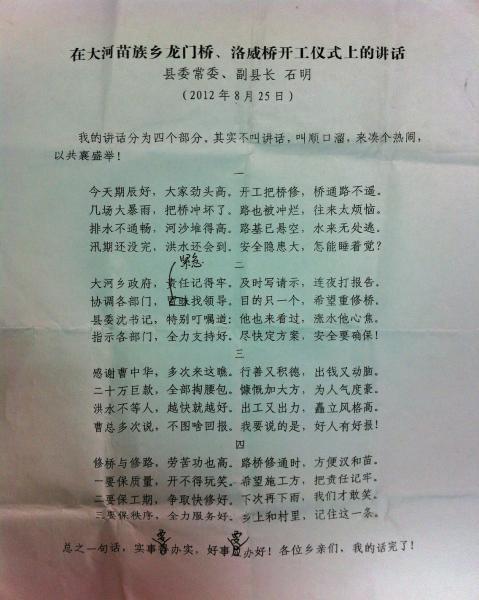 在大河苗族乡龙门桥、洛威桥开工仪式上的讲话
县委常委、副县长 石明
(2012年8月25日)
我的讲话分为四个部分。其实不叫讲话，叫顺口溜，来凑个热闹，
以共襄盛举！
一
今天期辰好，大家劲头高。开工把桥修，桥通路不遥。
几场大暴雨，把桥冲坏了。路也被冲烂，往来太烦恼。
排水不通畅，河沙堆得高。路基已悬空，水来无处逃。
汛期还没完，洪水还会到。安全隐患大，怎能睡着觉？
二
紧急
大河乡政府，责任记得牢。及时写请示，连夜打报告。
协调各部门，找领导。目的只一个，希望重修桥。
县委沈书记，特别叮嘱道：他也来看过，涨水他心焦。
指示各部门，全力支持好。尽快定方案，安全要确保！
三
感谢曹中华，多次来这瞧。行善又积德，出钱又动脑。
二十万巨款，全部掏腰包。慷慨加大方，为人气度豪。
洪水不等人，越快就越好。出工又出力，矗立风格高。
曹总多次说，不图啥回报。我要说的是，好人有好报！
四
修桥与修路，劳苦功也高。路桥修通时，方便汉和苗。
一要保质量，开不得玩笑。希望施工方，把责任记牢。
二要保工期，争取快修好。下次再下雨，我们才敢笑。
三要保秩序，全力服务好。乡上和村里，记住这一条。
要 要
总之一句话，实事办实，好事办好！各位乡亲们，我的话完了！